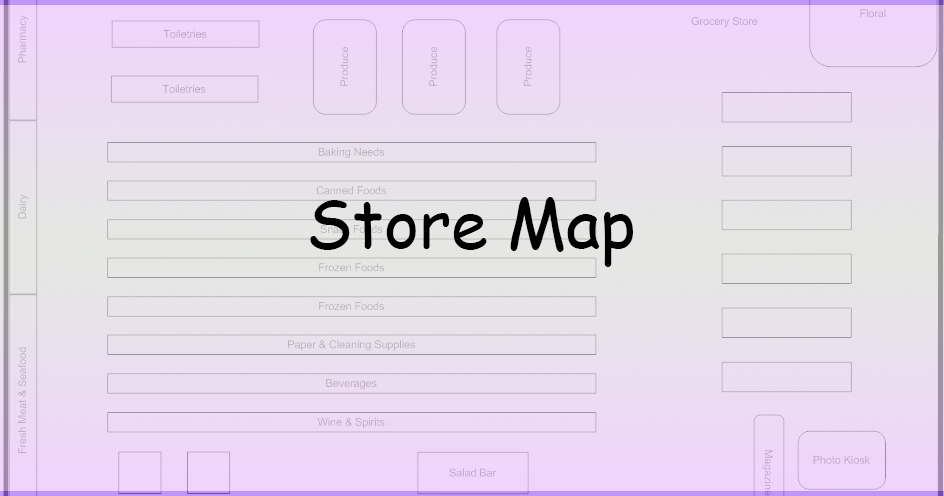 Pharmacy
Toiletries
Toiletries
Produce
Produce
Produce
Grocery Store
Floral
Dairy
Baking Needs
Canned Foods
Snack Foods
Store Map
Frozen Foods
Frozen Foods
Paper & Cleaning Supplies
Beverages
Wine & Spirits
Fresh Meat & Seafood
Salad Bar
Magazine
Photo Kiosk